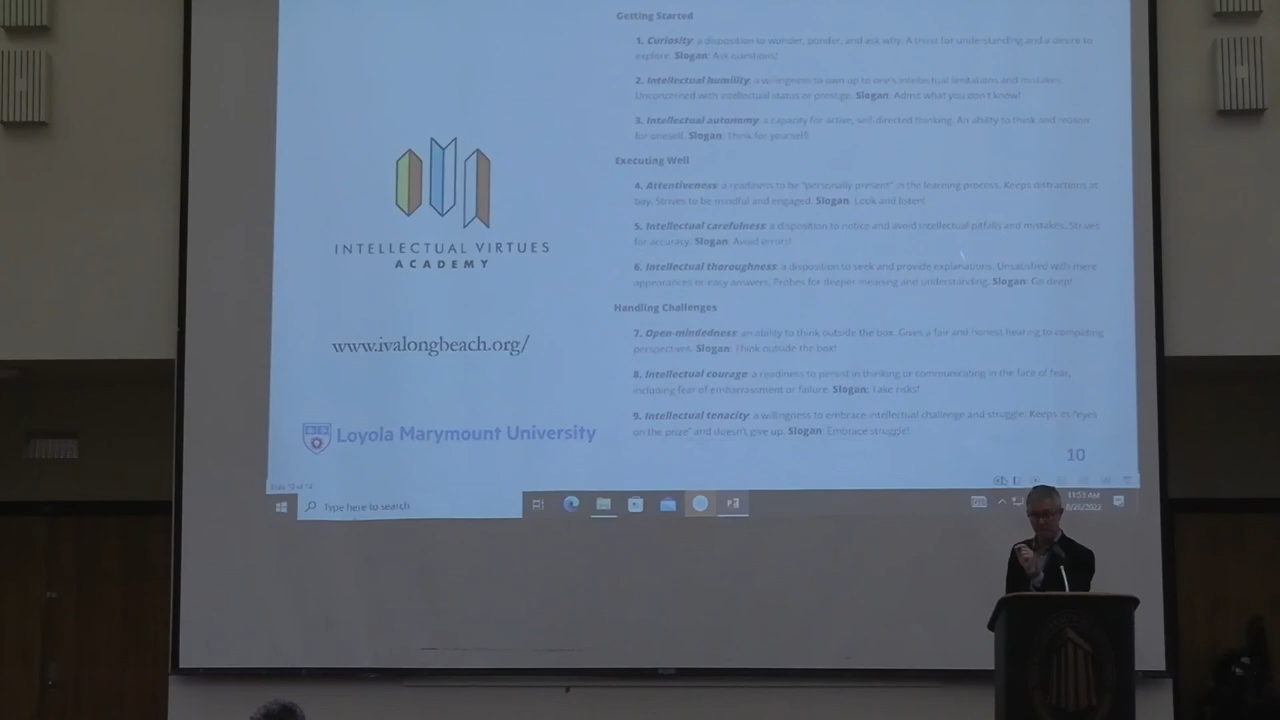 Getting Started
1. Curiosity: a disposition to wonder, ponder, and ask why. A thirst for understanding and a desire to
explore. Slogan: Ask questions!
2. Intellectual humility: a willingness to own up to one's intellectual limitations and mistakes.
Unconcerned with intellectual status or prestige. Slogan: Admit what you don't know!
3. Intellectual autonomy: a capacity for active, self-directed thinking. An ability to think and reason
for oneself. Slogan: Think for yourself!
Executing Well
4. Attentiveness: a readiness to be "personally present" in the learning process. Keeps distractions at
bay. Strives to be mindful and engaged. Slogan: Look and listen!
5. Intellectual carefulness: a disposition to notice and avoid intellectual pitfalls and mistakes. Strives
for accuracy. Slogan: Avoid errors!
6. Intellectual thoroughness: a disposition to seek and provide explanations. Unsatisfied with mere
appearances or easy answers. Probes for deeper meaning and understanding. Slogan: Go deep!
Handling Challenges
7. Open-mindedness: an ability to think outside the box. Gives a fair and honest hearing to competing
perspectives. Slogan: Think outside the box!
8. Intellectual courage: a readiness to persist in thinking or communicating in the face of fear,
including fear of embarrassment or failure. Slogan: Take risks!
9. Intellectual tenacity: a willingness to embrace intellectual challenge and struggle. Keeps its "eyes
on the prize" and doesn't give up. Slogan: Embrace struggle!
INTELLECTUAL VIRTUES
ACADEMY
www.ivalongbeach.org/
Loyola Marymount University
10
Slide 10 of 14
Type here to search
11:53 AM
8/26/2022